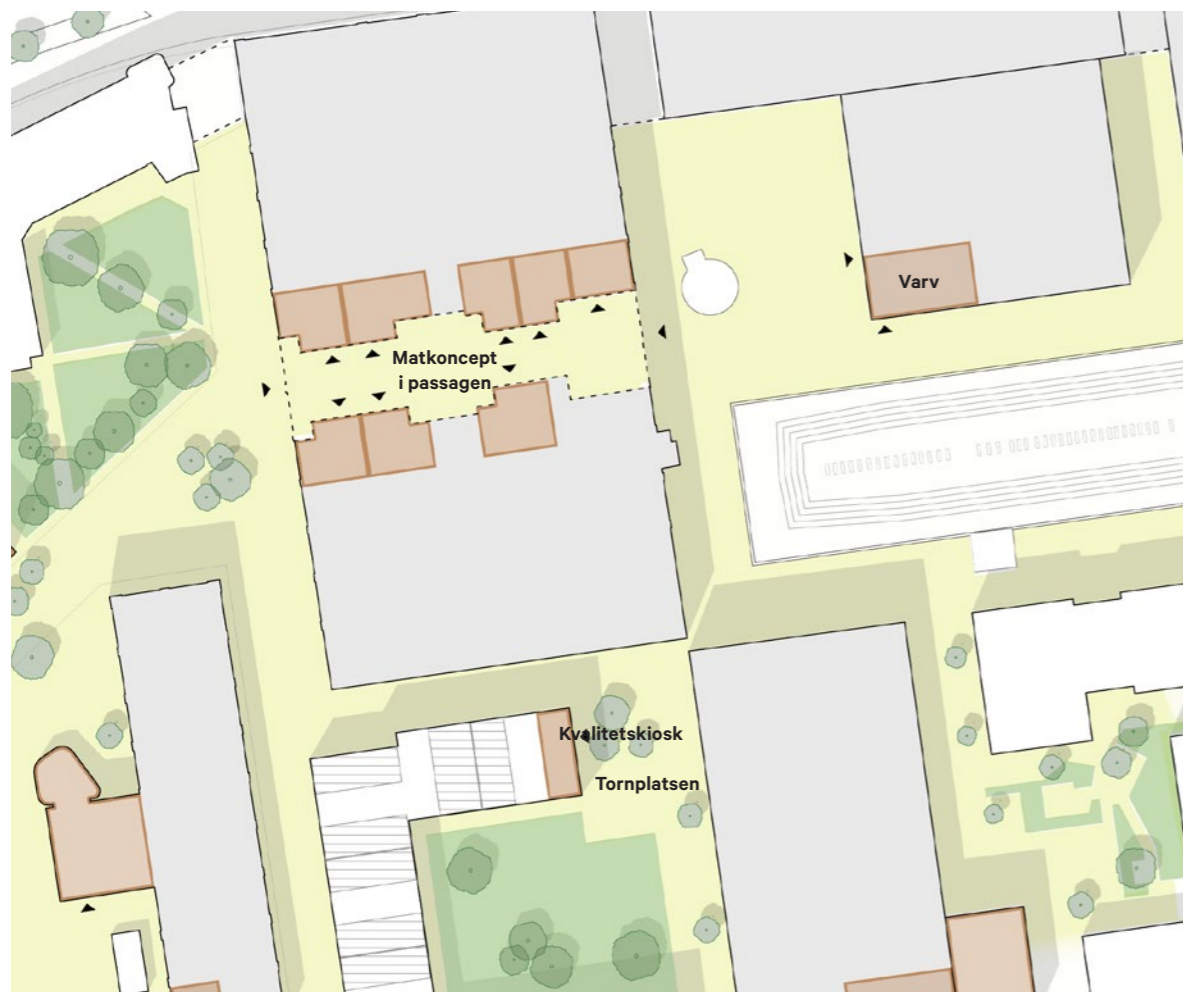 Varv
Matkoncept
i passagen
Kvalitetskiosk
Tornplatsen